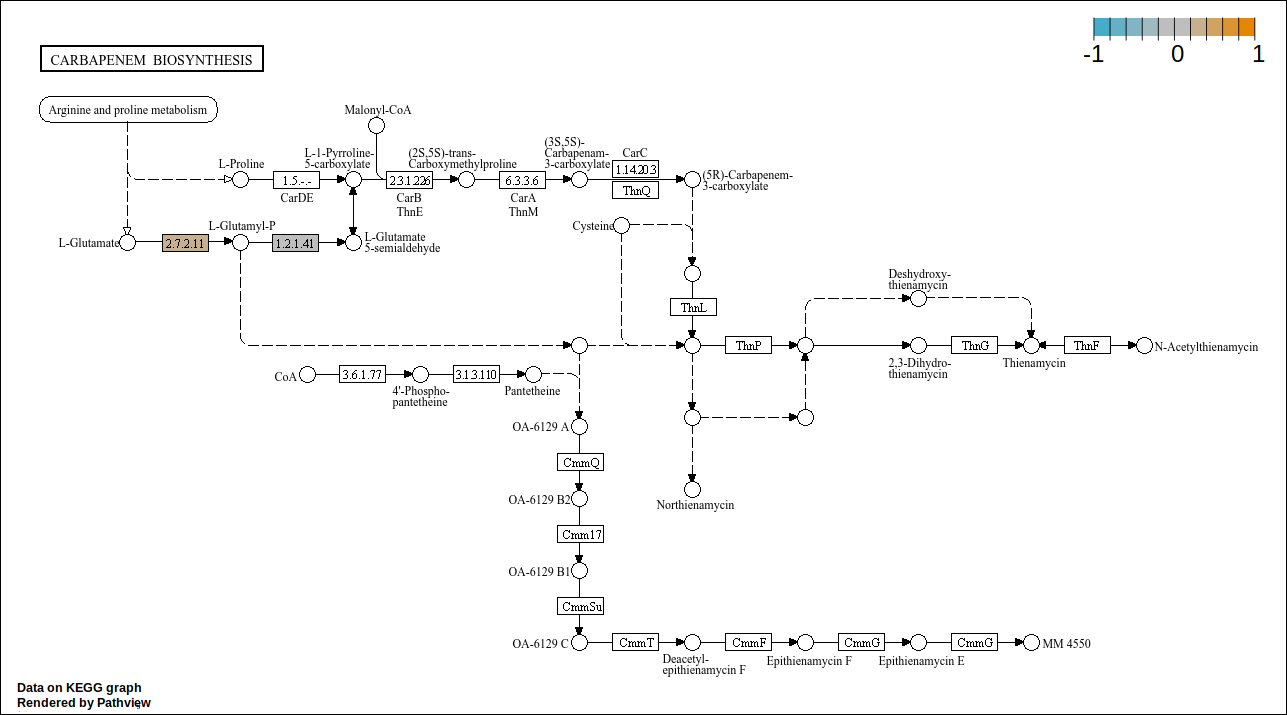 -1 0 1
CARBAPENEM BIOSYNTHESIS
Arginine and proline metabolism
Malonyl-CoA
L-Proline
1.5.-.-
CarDE
L-1-Pyrroline-
5-carboxylate
2.3.1.226
CarB
ThnE
(2S,5S)-trans-
Carboxymethylproline
6.3.3.6
CarA
ThnM
(3S,5S)-
Carbapenam-
3-carboxylate
CarC
1.14.20.3
ThnQ
(5R)-Carbapenem-
3-carboxylate
L-Glutamate
2.7.2.11
L-Glutamyl-P
1.2.1.41
L-Glutamate
5-semialdehyde
Cysteine
ThnL
ThnP
Deshydroxy-
thienamycin
2,3-Dihydro-
thienamycin
ThnG
Thienamycin
ThnF
N-Acetylthienamycin
CoA
3.6.1.77
4'-Phospho-
pantetheine
3.1.3.110
Pantetheine
OA-6129 A
CmmQ
OA-6129 B2
Cmm17
OA-6129 B1
CmmSu
Northienamycin
OA-6129 C
CmmT
Deacetyl-
epithienamycin F
CmmF
Epithienamycin F
CmmG
Epithienamycin E
CmmG
MM 4550
Data on KEGG graph
Rendered by Pathview